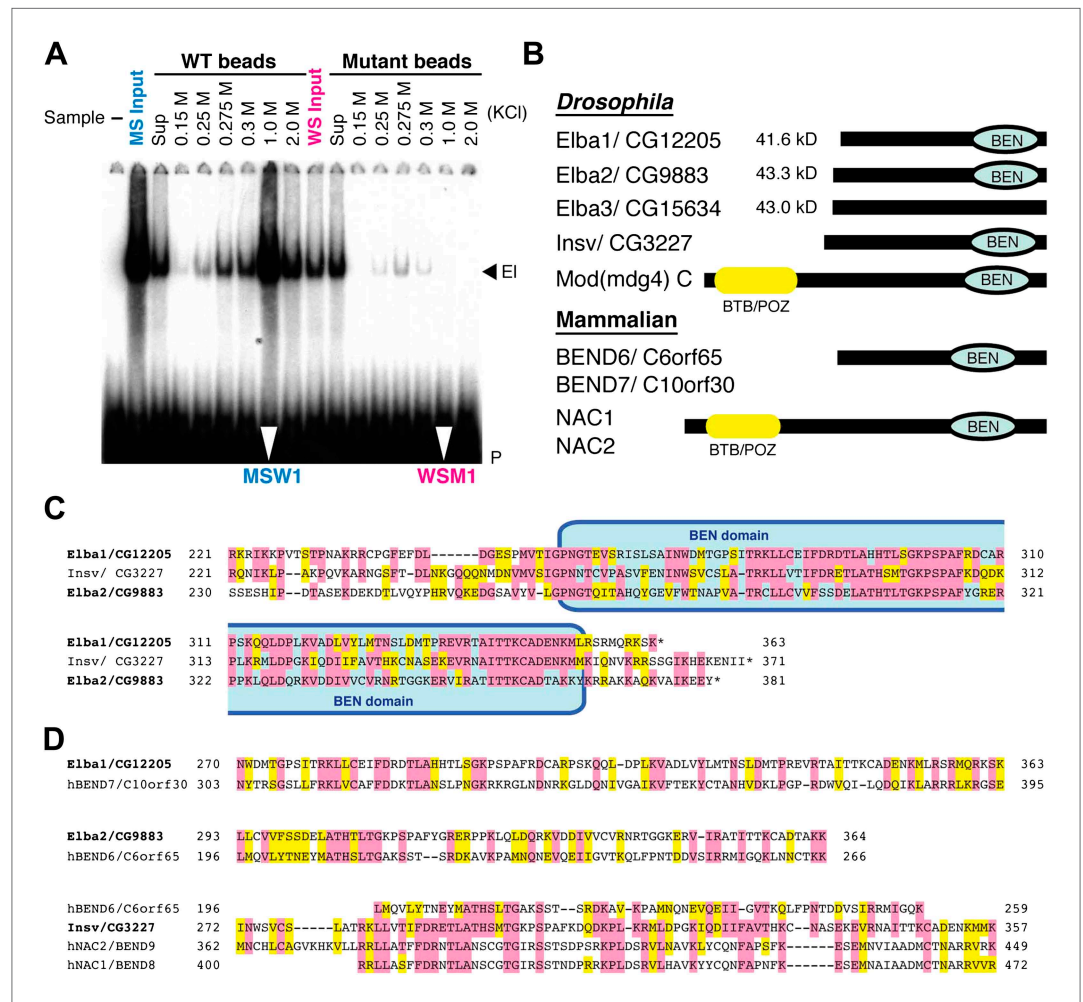 A
WT beads
Mutant beads
Sample –
MS Input
Sup
0.15 M
0.25 M
0.275 M
0.3 M
1.0 M
2.0 M
WS Input
Sup
0.15 M
0.25 M
0.275 M
0.3 M
1.0 M
2.0 M
(KCl)
El
P
MSW1
WSM1
B
Drosophila
Elba1/ CG12205 41.6 kD BEN
Elba2/ CG9883 43.3 kD BEN
Elba3/ CG15634 43.0 kD
Insv/ CG3227 BEN
Mod(mdg4) C BEN
BTB/POZ
Mammalian
BEND6/ C6orf65 BEN
BEND7/ C10orf30
NAC1 BEN
NAC2
BTB/POZ
C
BEN domain
Elba1/CG12205 221 RKRIKKPVTSTPNAKRRCPGFEFDL------DGESPMVTIGPNGTEVSRISLSAINWDMTGPSITRKLLCEIFDRDTLAHHTLSGKPSPAFRDCAR 310
Insv/ CG3227 221 RQNIKLP--AKPQVKARNGSFT-DLNKGQQQNMDNVMVSIGPNNTCVPASVFENINWSVCSLA-TRKLLVTIFDRETLATHSMTGKPSPAFKDQDK 312
Elba2/CG9883 230 SSESHIP--DTASEKDEKDTLVQYPHRVQKEDGSAVYV-LGPNGTQITAHQYGEVFWTNAPVA-TRCLLCVVFSSDELATHTLTGKPSPAFYGRER 321
Elba1/CG12205 311 PSKQQLDPLKVADLVYLMTNSLDMTPREVRTAITTKCADENKMLRSRMQRKSK* 363
Insv/ CG3227 313 PLKRMLDPGKIQDIIFAVTHKCNASEKEVRNAITTKCADENKMMKIQNVKRRSSGIKHEKENII* 371
Elba2/CG9883 322 PPKLQLDQRKVDDIVVCVRNRTGGKERVIRATITTKCADTAKKYKRRAKKAQKVAIKEEY* 381
BEN domain
D
Elba1/CG12205 270 NWDMTGPSITRKLLCEIFDRDTLAHHTLSGKPSPAFRDCARPSKQQL-DPLKVADLVYLMTNSLDMTPREVRTAITTKCADENKMLRSRMQRKSK 363
hBEND7/C10orf30 303 NYTRSGSLLFRKLVCAFFDDKTLANSLPNGKRKRGLNDNRKGLDQNIVGAIKVFTEKYCTANHVDKLPGP-RDWVQI-LQDQIKLARRRLKRGSE 395
Elba2/CG9883 293 LLCVVFSSDELATHTLTGKPSPAFYGRERPPKLQLDQRKVDDIVVCVRNRTGGKERV-IRATITTKCADTAKK 364
hBEND6/C6orf65 196 LMQVLYTNEYMATHSLTGAKSST--SRDKAVKPAMNQNEVQEIIGVTKQLFPNTDDVSIRRMIGQKLNNCTKK 266
hBEND6/C6orf65 196 LMQVLYTNEYMATHSLTGAKSST--SRDKAV-KPAMNQNEVQEII-GVTKQLFPNTDDVSIRRMIGQK 259
Insv/CG3227 272 INWSVCS-----LATRKLLVTIFDRETLATHSMTGKPSPAFKDQDKPL-KRMLDPGKIQDIIFAVTHKC--NASEKEVRNAITTKCADENKMMK 357
hNAC2/BEND9 362 MNCHLCAGVKHKVLLRRLLATFFDRNTLANSCGTGIRSSTSDPSRKPLDSRVLNAVKLYCQNFAPSFK------ESEMNVIAADMCTNARRVRK 449
hNAC1/BEND8 400 RRLLASFFDRNTLANSCGTGIRSSTNDPRRKPLDSRVLHAVKYYCQNFAPNFK------ESEMNAIAADMCTNARRVVR 472